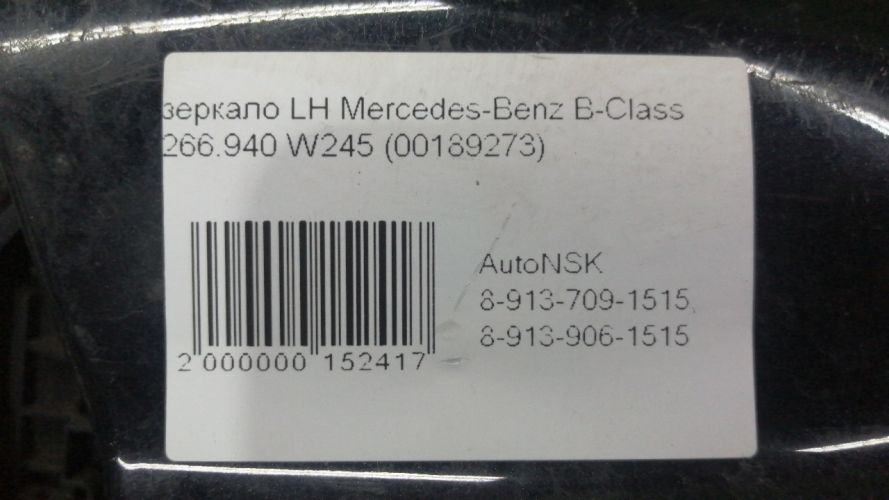 зеркало LH Mercedes-Benz B-Class
266.940 W245 (00189273)
AutoNSK
8-913-709-1515,
8-913-906-1515
2 000000 152417